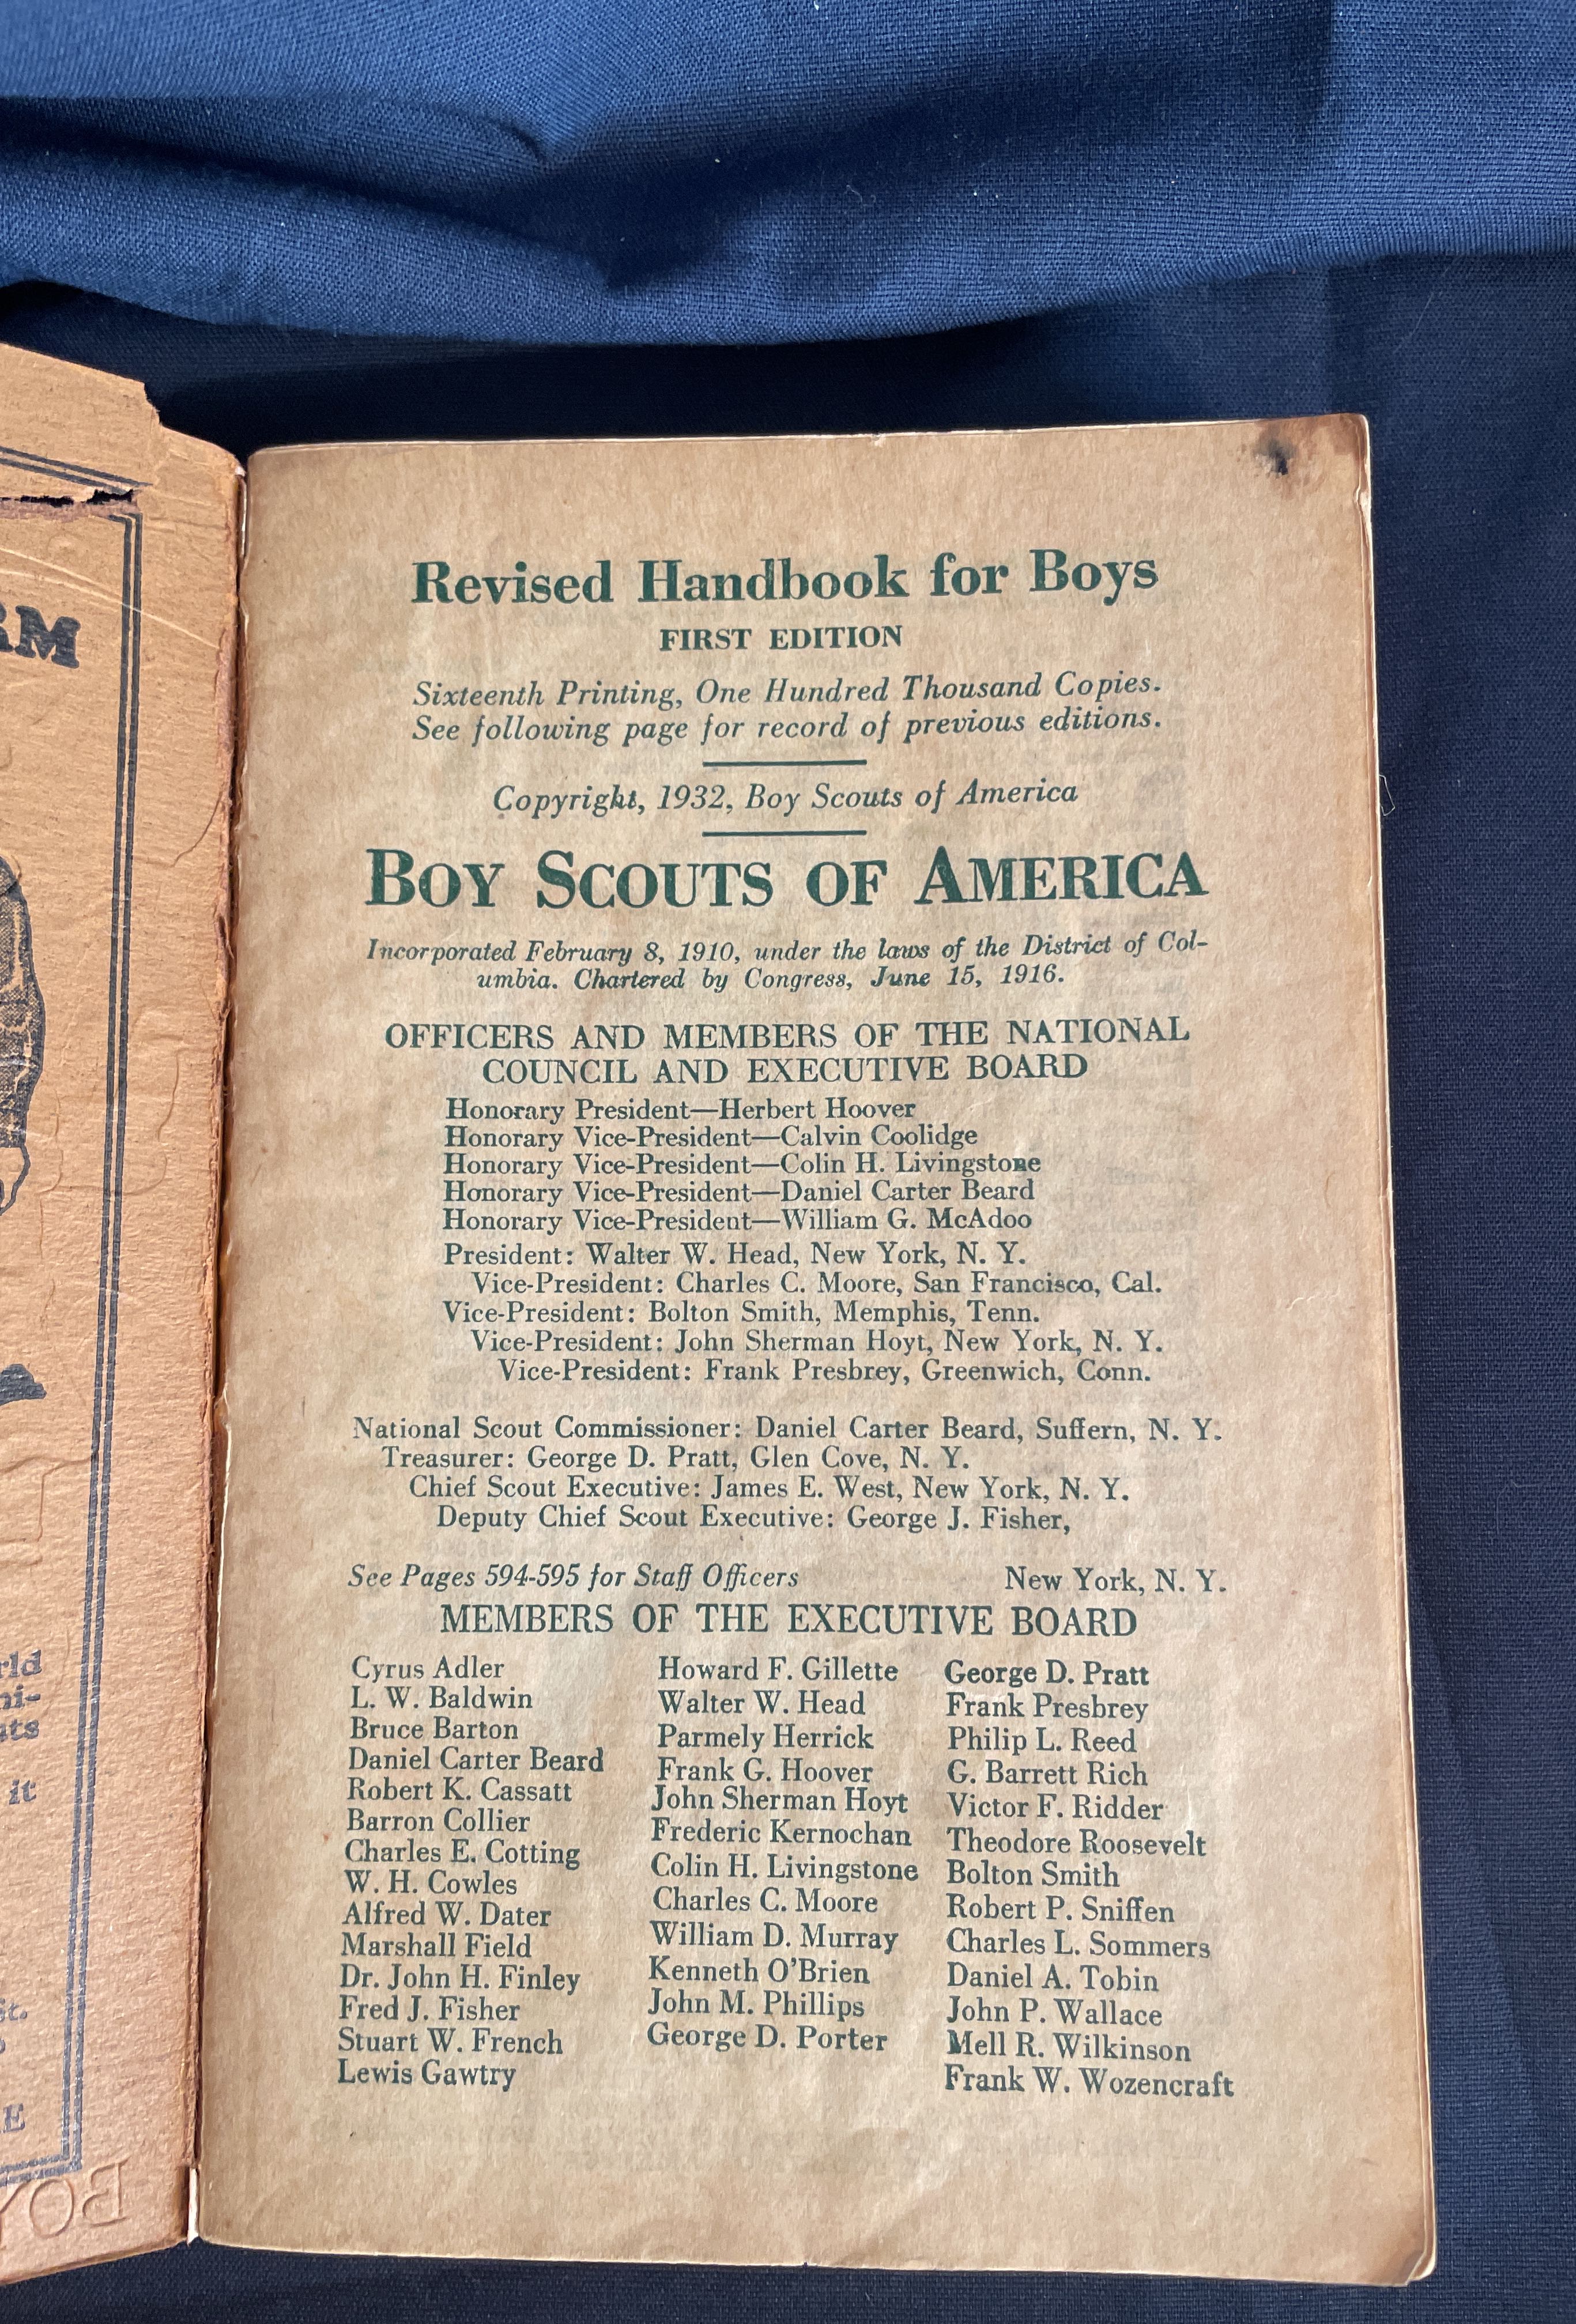 RM
rld
ni-
nts
it
st.
E
BO
Revised Handbook for Boys
FIRST EDITION
Sixteenth Printing, One Hundred Thousand Copies.
See following page for record of previous editions.
Copyright, 1932, Boy Scouts of America
BOY SCOUTS OF AMERICA
Incorporated February 8, 1910, under the laws of the District of Col-
umbia. Chartered by Congress, June 15, 1916.
OFFICERS AND MEMBERS OF THE NATIONAL
COUNCIL AND EXECUTIVE BOARD
Honorary President—Herbert Hoover
Honorary Vice-President—Calvin Coolidge
Honorary Vice-President—Colin H. Livingstone
Honorary Vice-President—Daniel Carter Beard
Honorary Vice-President—William G. McAdoo
President: Walter W. Head, New York, N. Y.
Vice-President: Charles C. Moore, San Francisco, Cal.
Vice-President: Bolton Smith, Memphis, Tenn.
Vice-President: John Sherman Hoyt, New York, N. Y.
Vice-President: Frank Presbrey, Greenwich, Conn.
National Scout Commissioner: Daniel Carter Beard, Suffern, N. Y.
Treasurer: George D. Pratt, Glen Cove, N. Y.
Chief Scout Executive: James E. West, New York, N. Y.
Deputy Chief Scout Executive: George J. Fisher,
See Pages 594-595 for Staff Officers New York, N. Y.
MEMBERS OF THE EXECUTIVE BOARD
Cyrus Adler
L. W. Baldwin
Bruce Barton
Daniel Carter Beard
Robert K. Cassatt
Barron Collier
Charles E. Cotting
W. H. Cowles
Alfred W. Dater
Marshall Field
Dr. John H. Finley
Fred J. Fisher
Stuart W. French
Lewis Gawtry
Howard F. Gillette
Walter W. Head
Parmely Herrick
Frank G. Hoover
John Sherman Hoyt
Frederic Kernochan
Colin H. Livingstone
Charles C. Moore
William D. Murray
Kenneth O'Brien
John M. Phillips
George D. Porter
George D. Pratt
Frank Presbrey
Philip L. Reed
G. Barrett Rich
Victor F. Ridder
Theodore Roosevelt
Bolton Smith
Robert P. Sniffen
Charles L. Sommers
Daniel A. Tobin
John P. Wallace
Mell R. Wilkinson
Frank W. Wozencraft